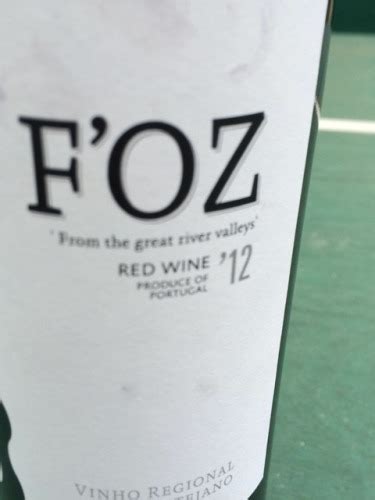 F'OZ
'From the great river valleys'
RED WINE '12
PRODUCE OF
PORTUGAL
VINHO REGIONAL